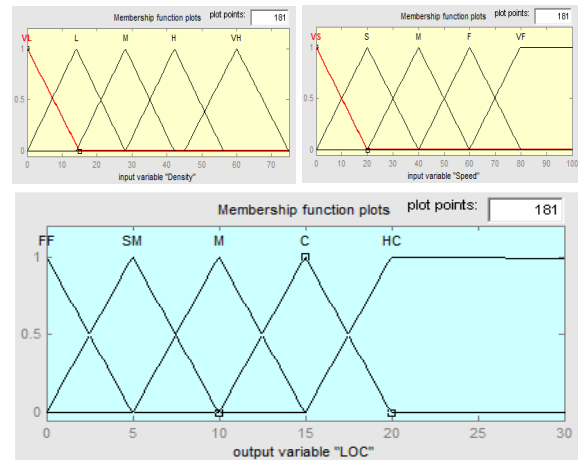 Membership function plots plot points: 181
VL L M H VH
1
0.5
0
0 10 20 30 40 50 60 70
input variable "Density"
Membership function plots plot points: 181
VS S M F VF
1
0.5
0
0 10 20 30 40 50 60 70 80 90 100
input variable "Speed"
Membership function plots plot points: 181
FF SM M C HC
1
0.5
0
0 5 10 15 20 25 30
output variable "LOC"